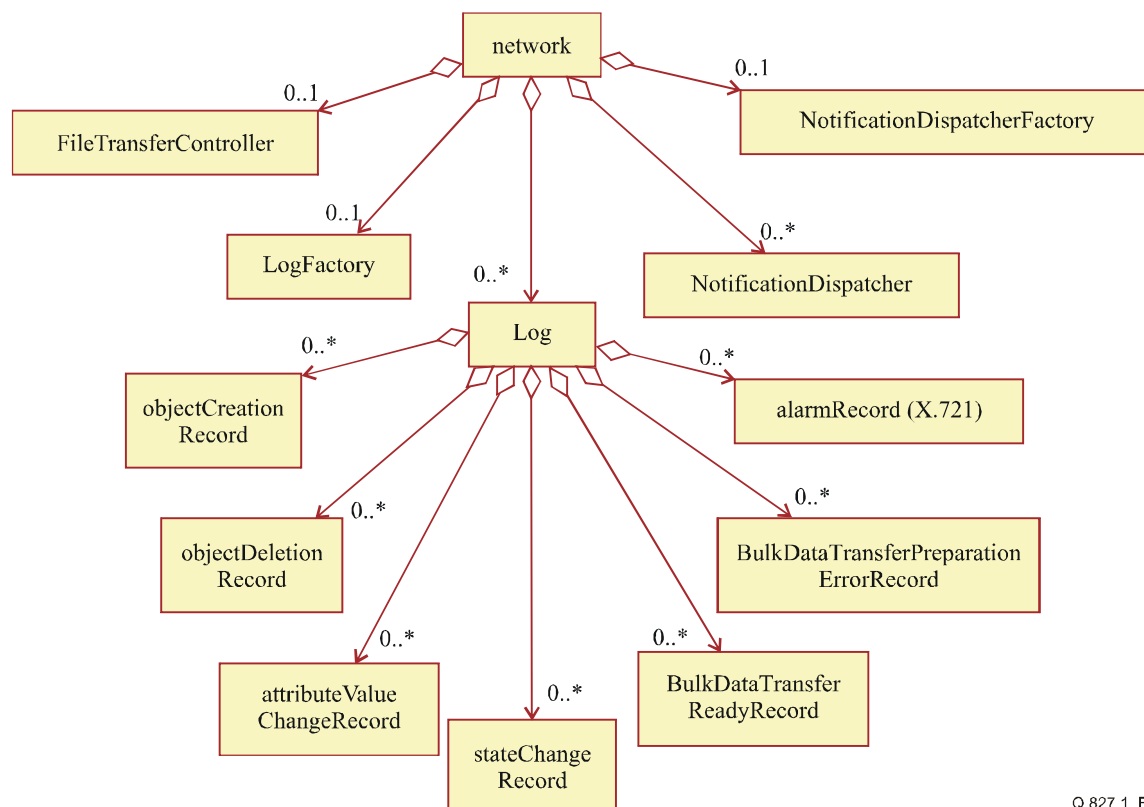 network
0..1
0..1
FileTransferController
NotificationDispatcherFactory
0..1
0..*
LogFactory
0..*
NotificationDispatcher
Log
0..*
0..*
objectCreation
Record
alarmRecord (X.721)
0..*
0..*
objectDeletion
Record
BulkDataTransferPreparation
ErrorRecord
0..*
0..*
attributeValue
ChangeRecord
0..*
BulkDataTransfer
ReadyRecord
stateChange
Record